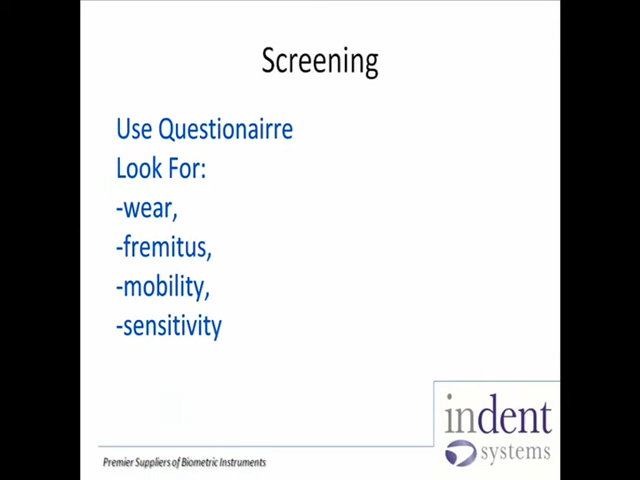 Screening
Use Questionairre
Look For:
-wear,
-fremitus,
-mobility,
-sensitivity
indent
systems
Premier Suppliers of Biometric Instruments